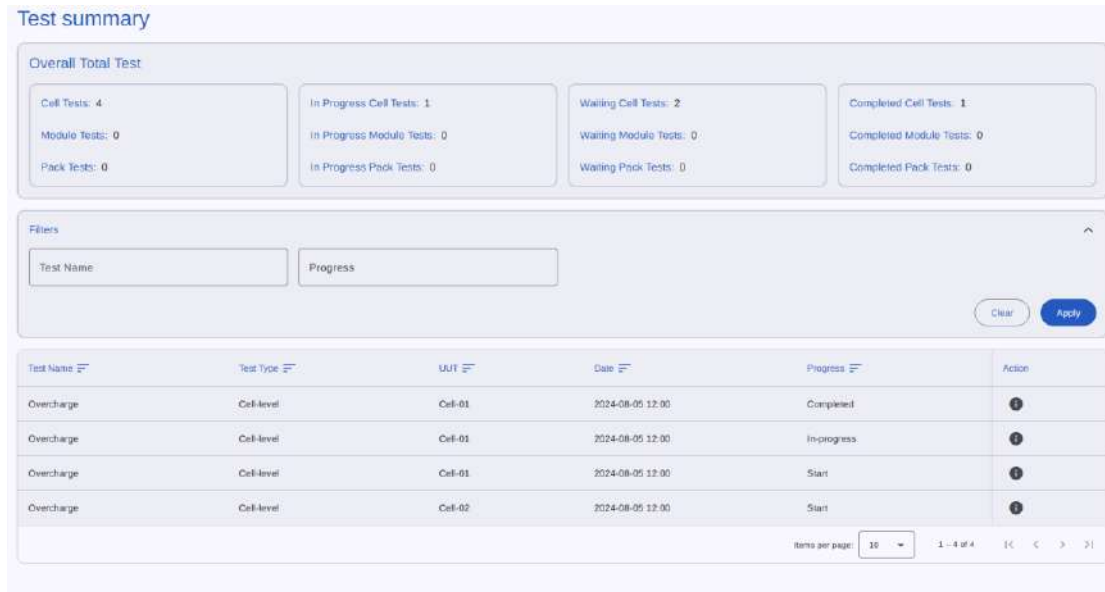 Test summary
Overall Total Test
Cell Tests: 4
Module Tests: 0
Pack Tests: 0
In Progress Cell Tests: 1
In Progress Module Tests: 0
In Progress Pack Tests: 0
Waiting Cell Tests: 2
Waiting Module Tests: 0
Waiting Pack Tests: 0
Completed Cell Tests: 1
Completed Module Tests: 0
Completed Pack Tests: 0
Filters
Test Name
Progress
Clear Apply
Test Name Test Type UUT Date Progress Action
Overcharge Cell-level Cell-01 2024-08-05 12:00 Completed
Overcharge Cell-level Cell-01 2024-08-05 12:00 In-progress
Overcharge Cell-level Cell-01 2024-08-05 12:00 Start
Overcharge Cell-level Cell-02 2024-08-05 12:00 Start
Items per page: 10 1 – 4 of 4